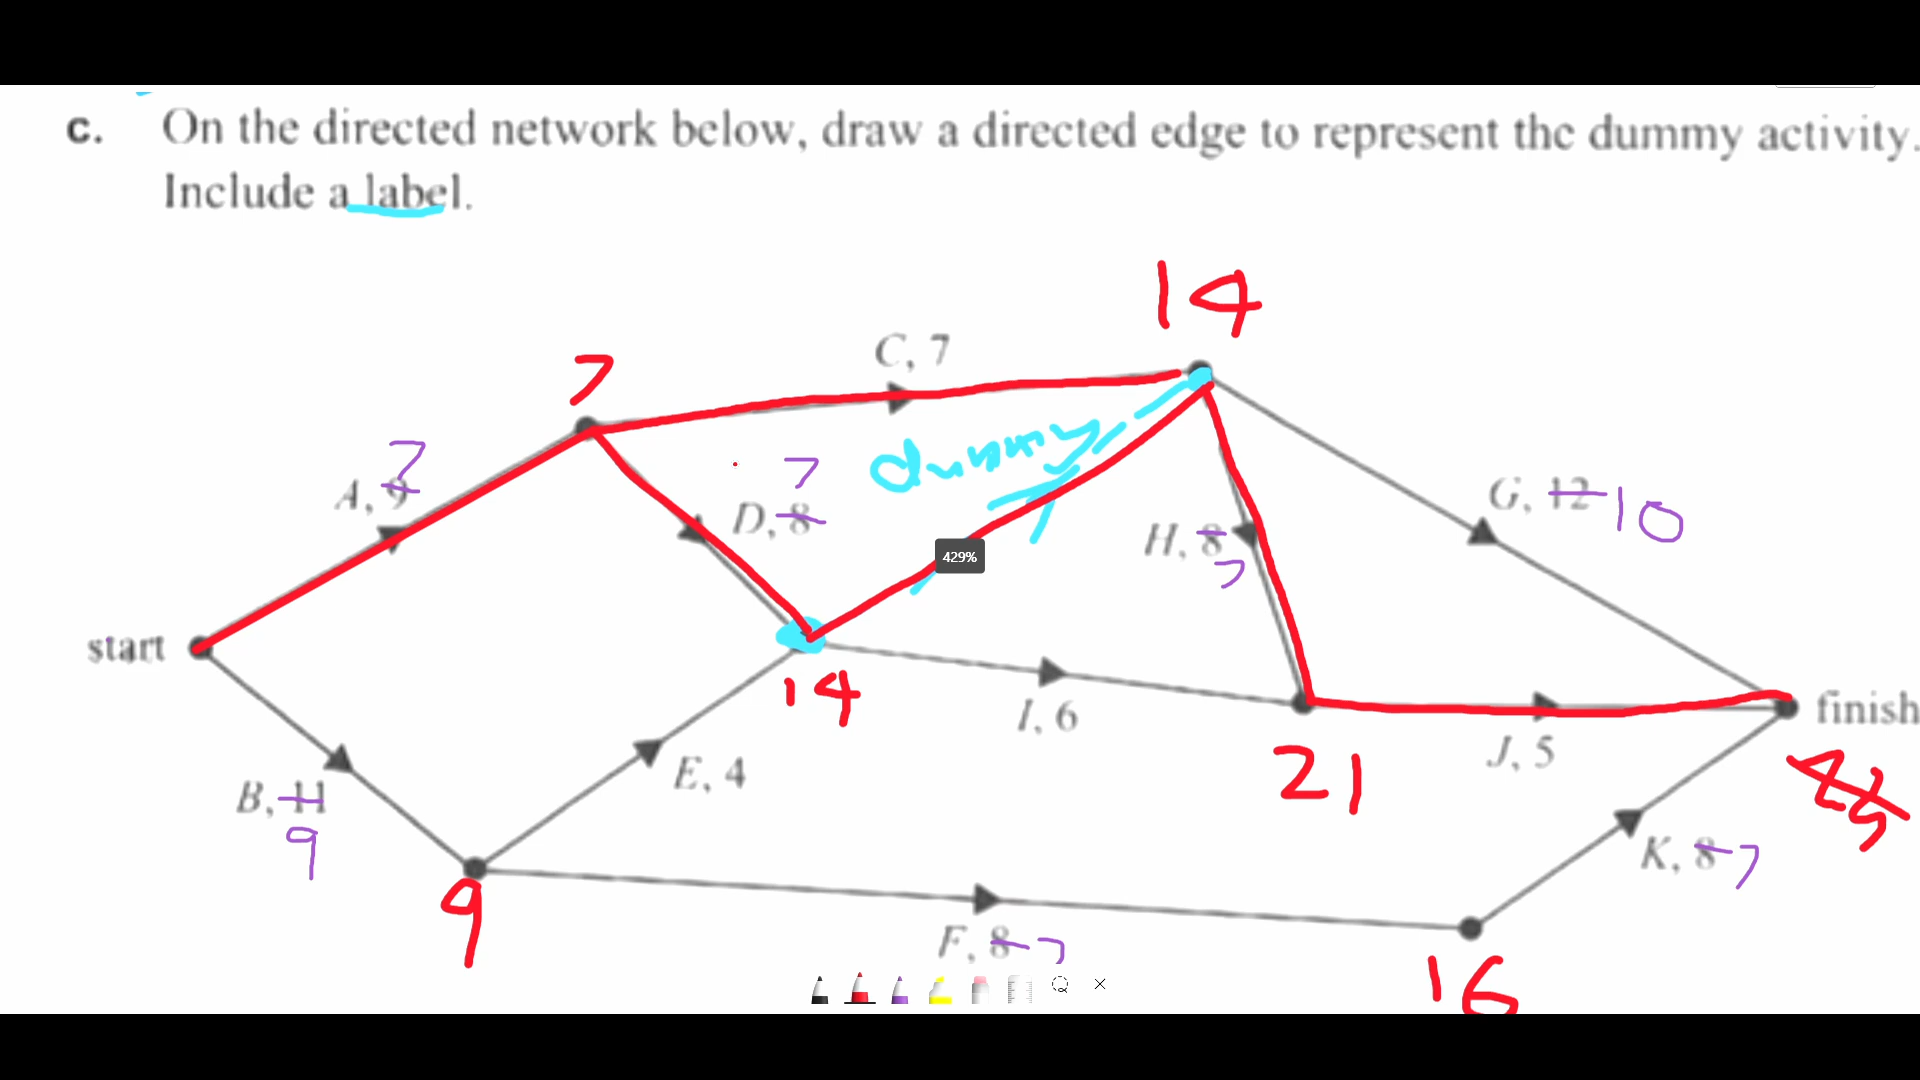 c. On the directed network below, draw a directed edge to represent the dummy activity.
Include a label.
14
C, 7
7
7
A, 9
dummy
7
D, 8
G, 12 10
H, 8
7
429%
start
14
I, 6
finish
J, 5
21
E, 4
B, 11
9
K, 8 7
9
F, 8 7
16